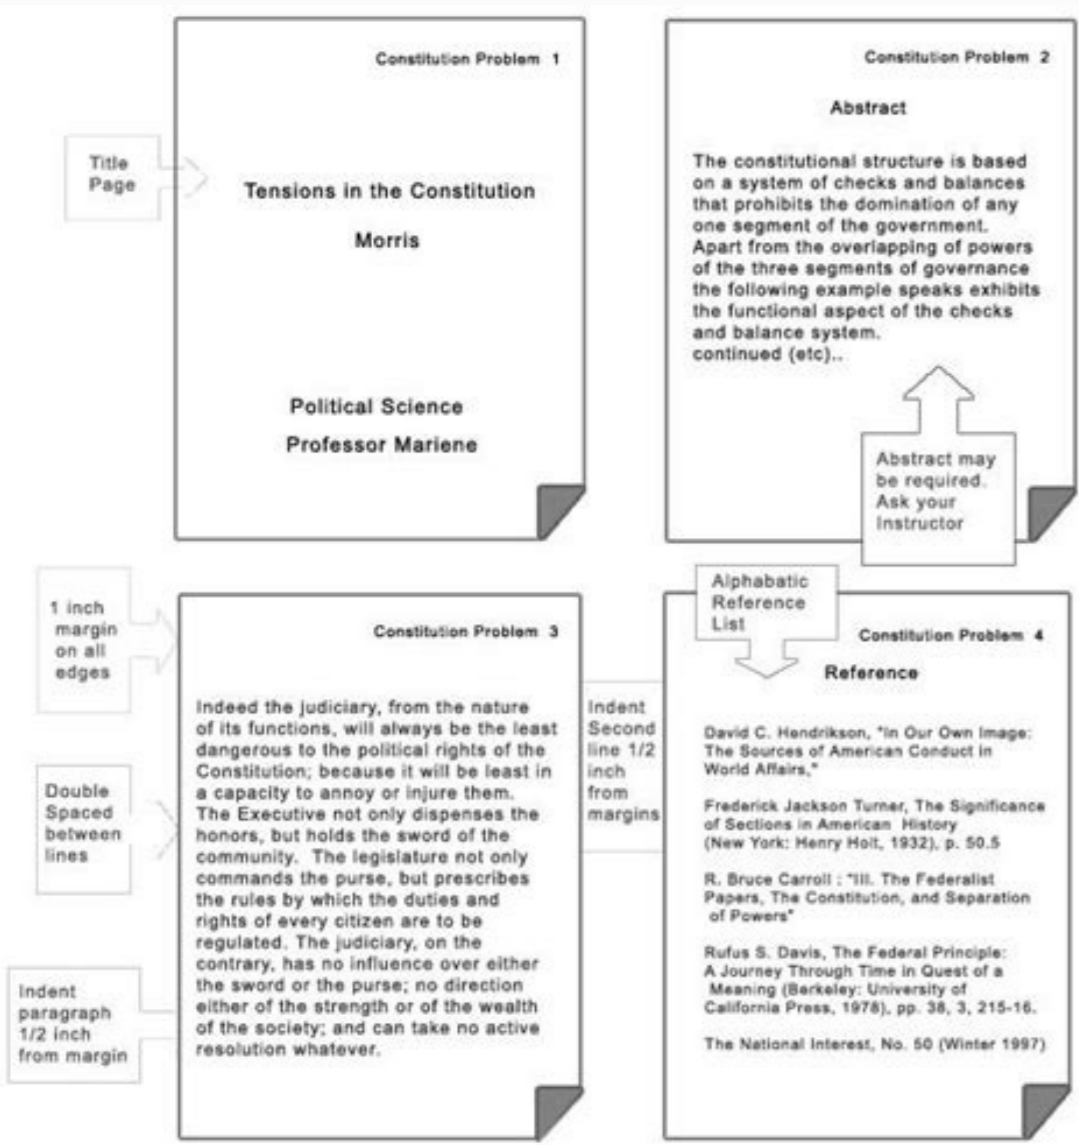 Constitution Problem 1
Title
Page
Tensions in the Constitution
Morris
Political Science
Professor Mariene
Constitution Problem 2
Abstract
The constitutional structure is based
on a system of checks and balances
that prohibits the domination of any
one segment of the government.
Apart from the overlapping of powers
of the three segments of governance
the following example speaks exhibits
the functional aspect of the checks
and balance system.
continued (etc)..
Abstract may
be required.
Ask your
Instructor
1 inch
margin
on all
edges
Double
Spaced
between
lines
Indent
paragraph
1/2 inch
from margin
Constitution Problem 3
Indeed the judiciary, from the nature
of its functions, will always be the least
dangerous to the political rights of the
Constitution; because it will be least in
a capacity to annoy or injure them.
The Executive not only dispenses the
honors, but holds the sword of the
community. The legislature not only
commands the purse, but prescribes
the rules by which the duties and
rights of every citizen are to be
regulated. The judiciary, on the
contrary, has no influence over either
the sword or the purse; no direction
either of the strength or of the wealth
of the society; and can take no active
resolution whatever.
Indent
Second
line 1/2
inch
from
margins
Alphabatic
Reference
List
Constitution Problem 4
Reference
David C. Hendrikson, "In Our Own Image:
The Sources of American Conduct in
World Affairs,"
Frederick Jackson Turner, The Significance
of Sections in American History
(New York: Henry Holt, 1932), p. 50.5
R. Bruce Carroll ; "III. The Federalist
Papers, The Constitution, and Separation
of Powers"
Rufus S. Davis, The Federal Principle:
A Journey Through Time in Quest of a
Meaning (Berkeley: University of
California Press, 1978), pp. 38, 3, 215-16.
The National Interest, No. 50 (Winter 1997)